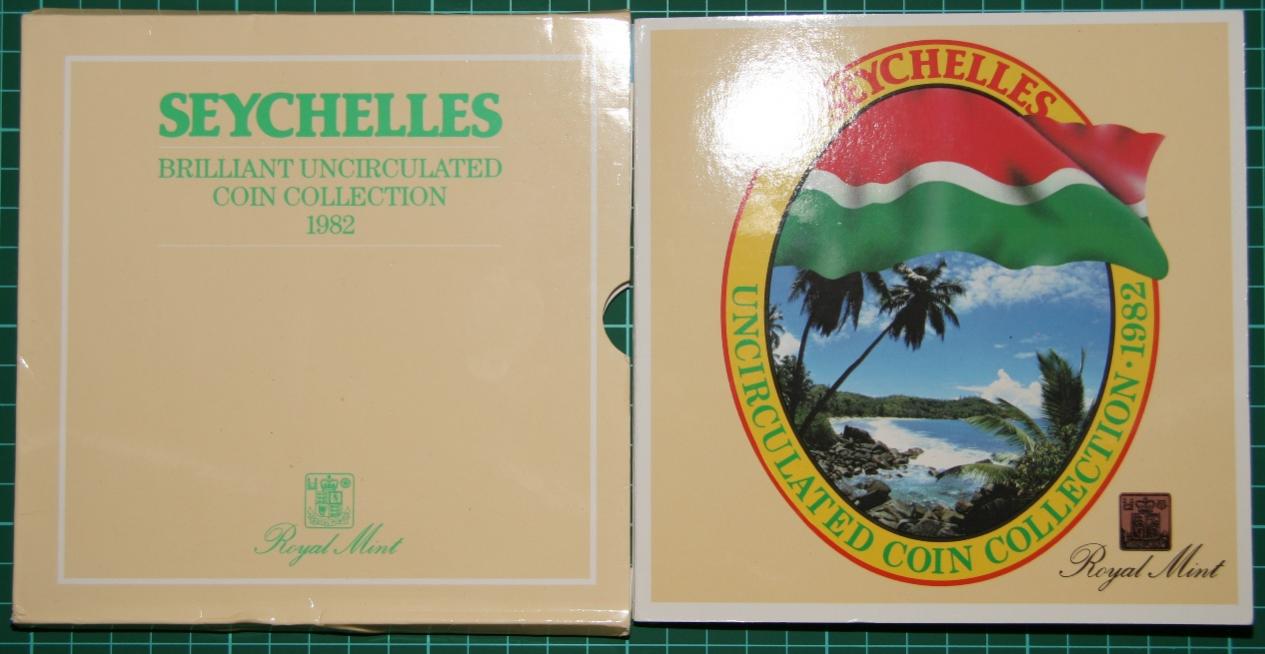 SEYCHELLES
BRILLIANT UNCIRCULATED
COIN COLLECTION
1982
Royal Mint
SEYCHELLES
UNCIRCULATED COIN COLLECTION · 1982
Royal Mint